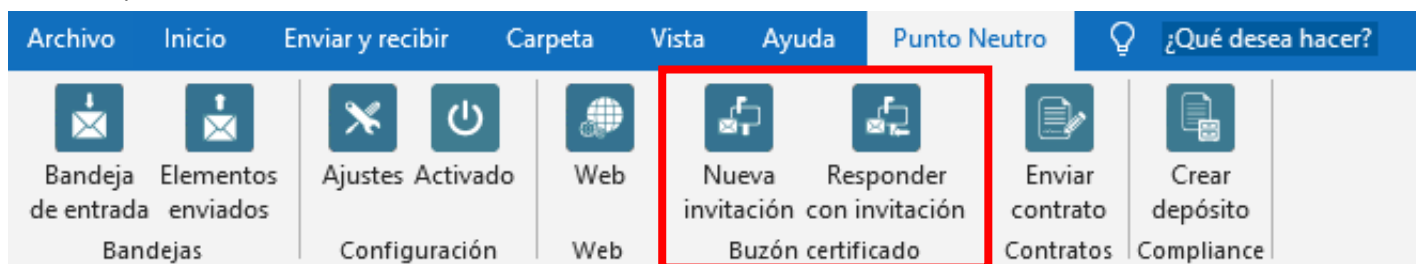 Archivo Inicio Enviar y recibir Carpeta Vista Ayuda Punto Neutro ¿Qué desea hacer?
Bandeja Elementos Ajustes Activado Web Nueva Responder Enviar Crear
de entrada enviados invitación con invitación contrato depósito
Bandejas Configuración Web Buzón certificado Contratos Compliance